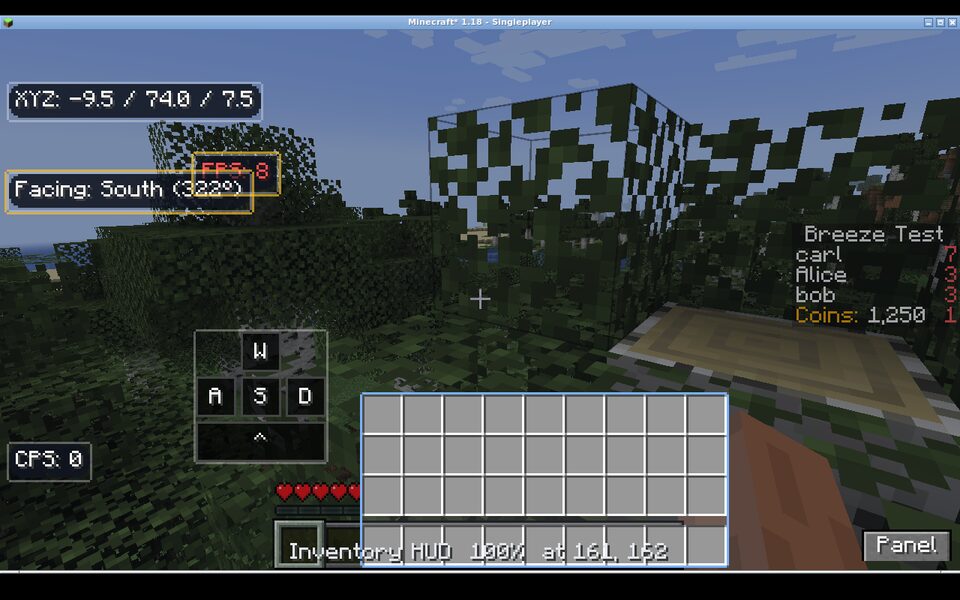 Minecraft* 1.18 - Singleplayer
XYZ: -9.5 / 74.0 / 7.5
FPS: 8
Facing: South (322°)
Breeze Test
carl 7
Alice 3
bob 3
Coins: 1,250 1
W
A S D
^
CPS: 0
Inventory HUD 100% at 161, 162
Panel